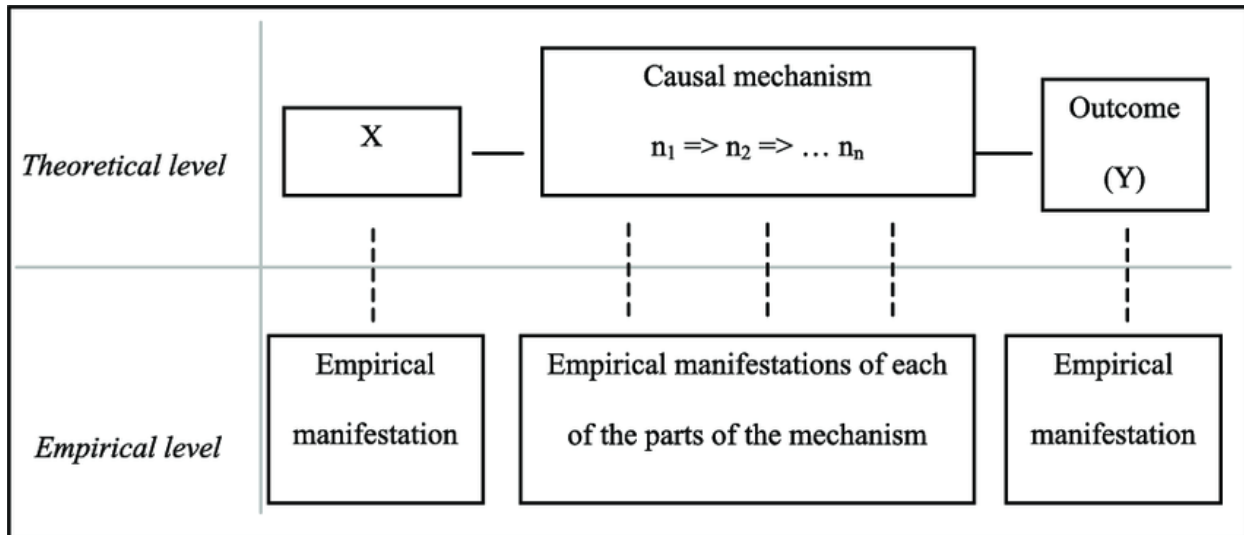 Theoretical level
X
Causal mechanism
n₁ => n₂ => … nₙ
Outcome
(Y)
Empirical level
Empirical
manifestation
Empirical manifestations of each
of the parts of the mechanism
Empirical
manifestation